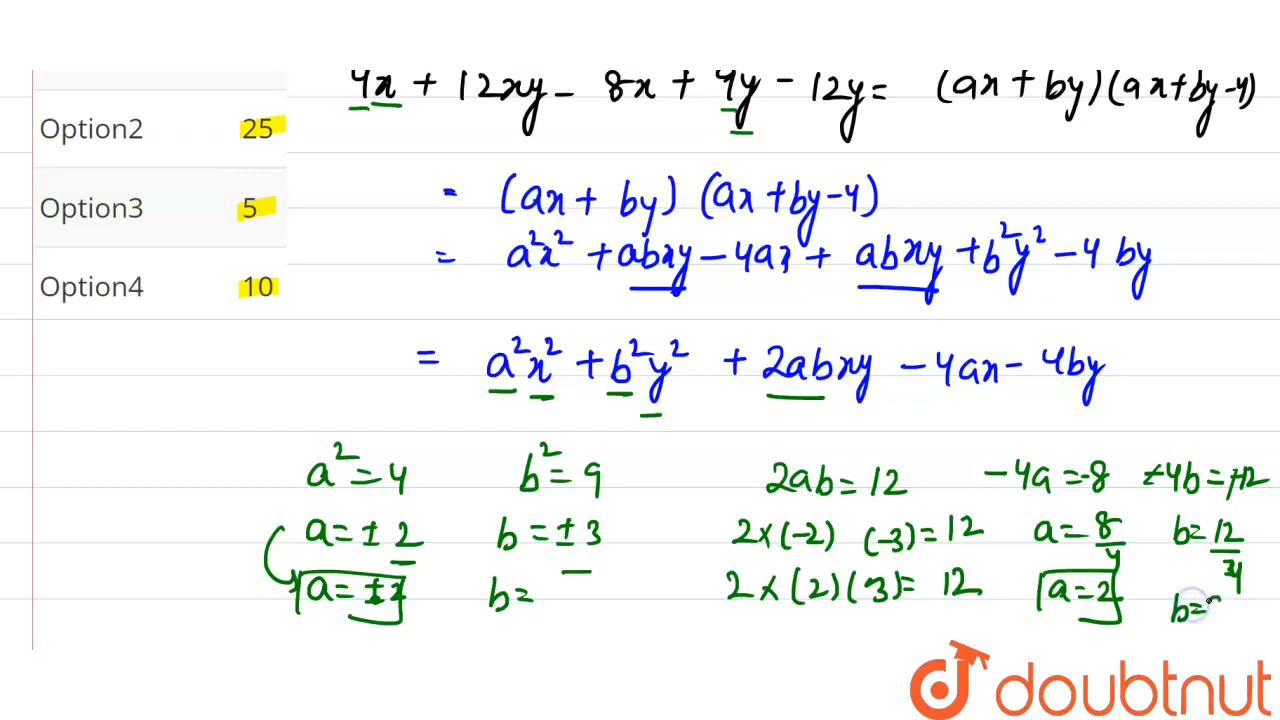 4x + 12xy - 8x + 4y - 12y = (ax + by)(ax+by-4)
Option2 25
= (ax + by) (ax + by - 4)
Option3 5
= a²x² + abxy - 4ax + abxy + b²y² - 4 by
Option4 10
= a²x² + b²y² + 2abxy - 4ax - 4by
a² = 4 b² = 9 2ab = 12 -4a = -8 -4b = -12
a = ± 2 b = ± 3 2 x (-2) (-3) = 12 a = 8/4 b = 12/4
a = b = 2 x (2) (3) = 12 a = 2 b =
doubtnut